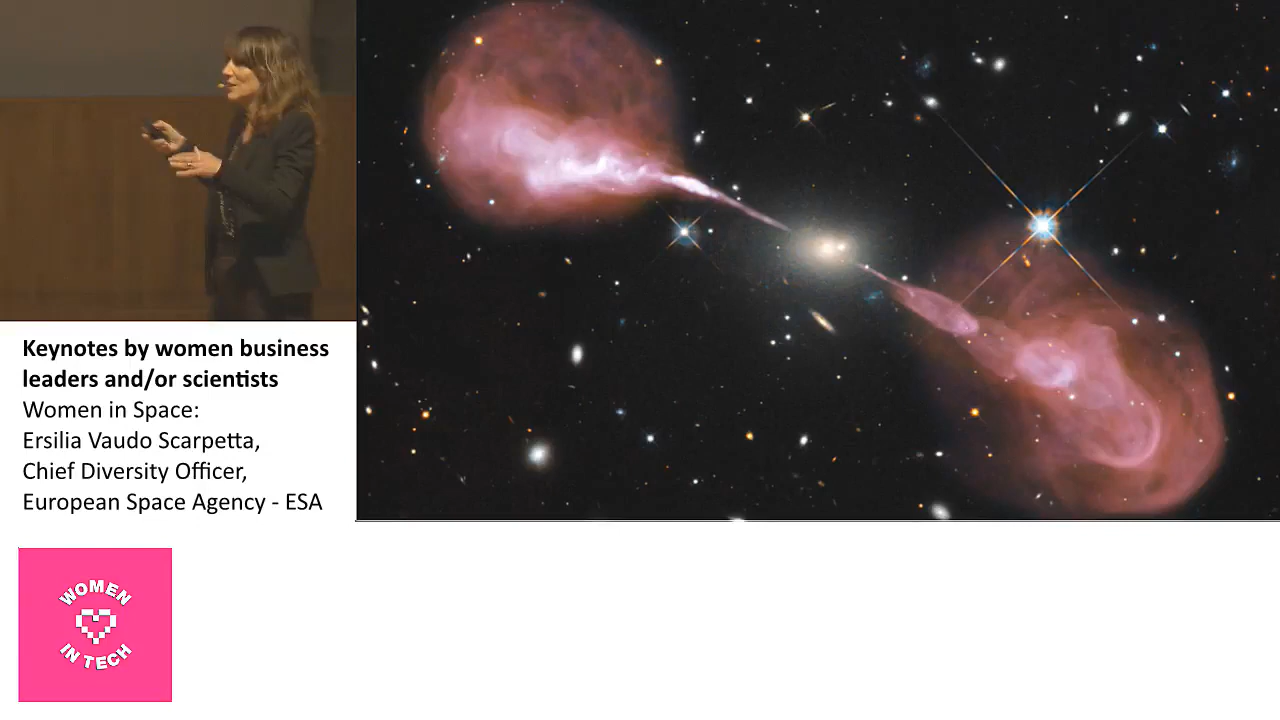 Keynotes by women business
leaders and/or scientists
Women in Space:
Ersilia Vaudo Scarpetta,
Chief Diversity Officer,
European Space Agency - ESA
WOMEN
IN TECH